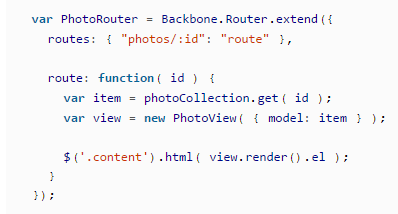 var PhotoRouter = Backbone.Router.extend({
  routes: { "photos/:id": "route" },

  route: function( id ) {
    var item = photoCollection.get( id );
    var view = new PhotoView( { model: item } );

    $('.content').html( view.render().el );
  }
});